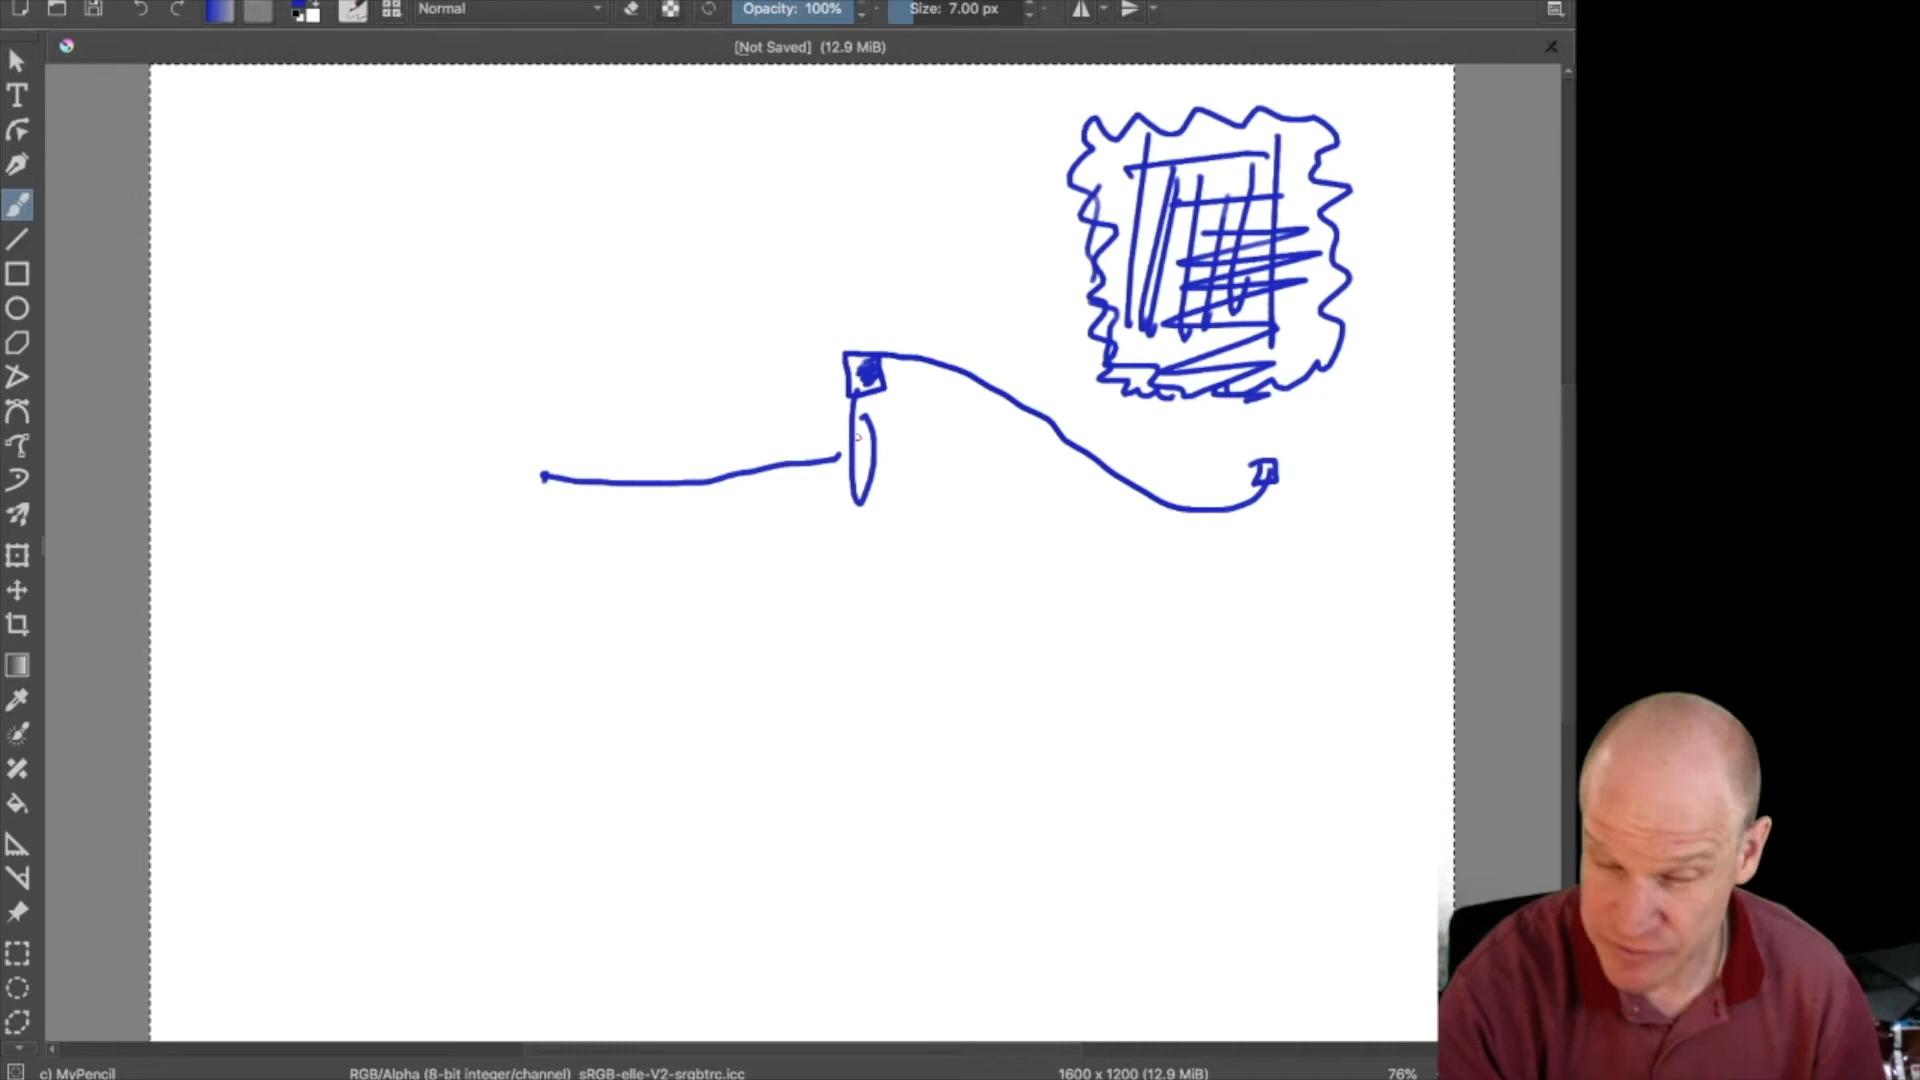 Normal
Opacity: 100%
Size: 7.00 px
[Not Saved] (12.9 MiB)
c) MyPencil
RGB/Alpha (8-bit integer/channel) sRGB-elle-V2-srgbtrc.icc
1600 x 1200 (12.9 MiB)
76%